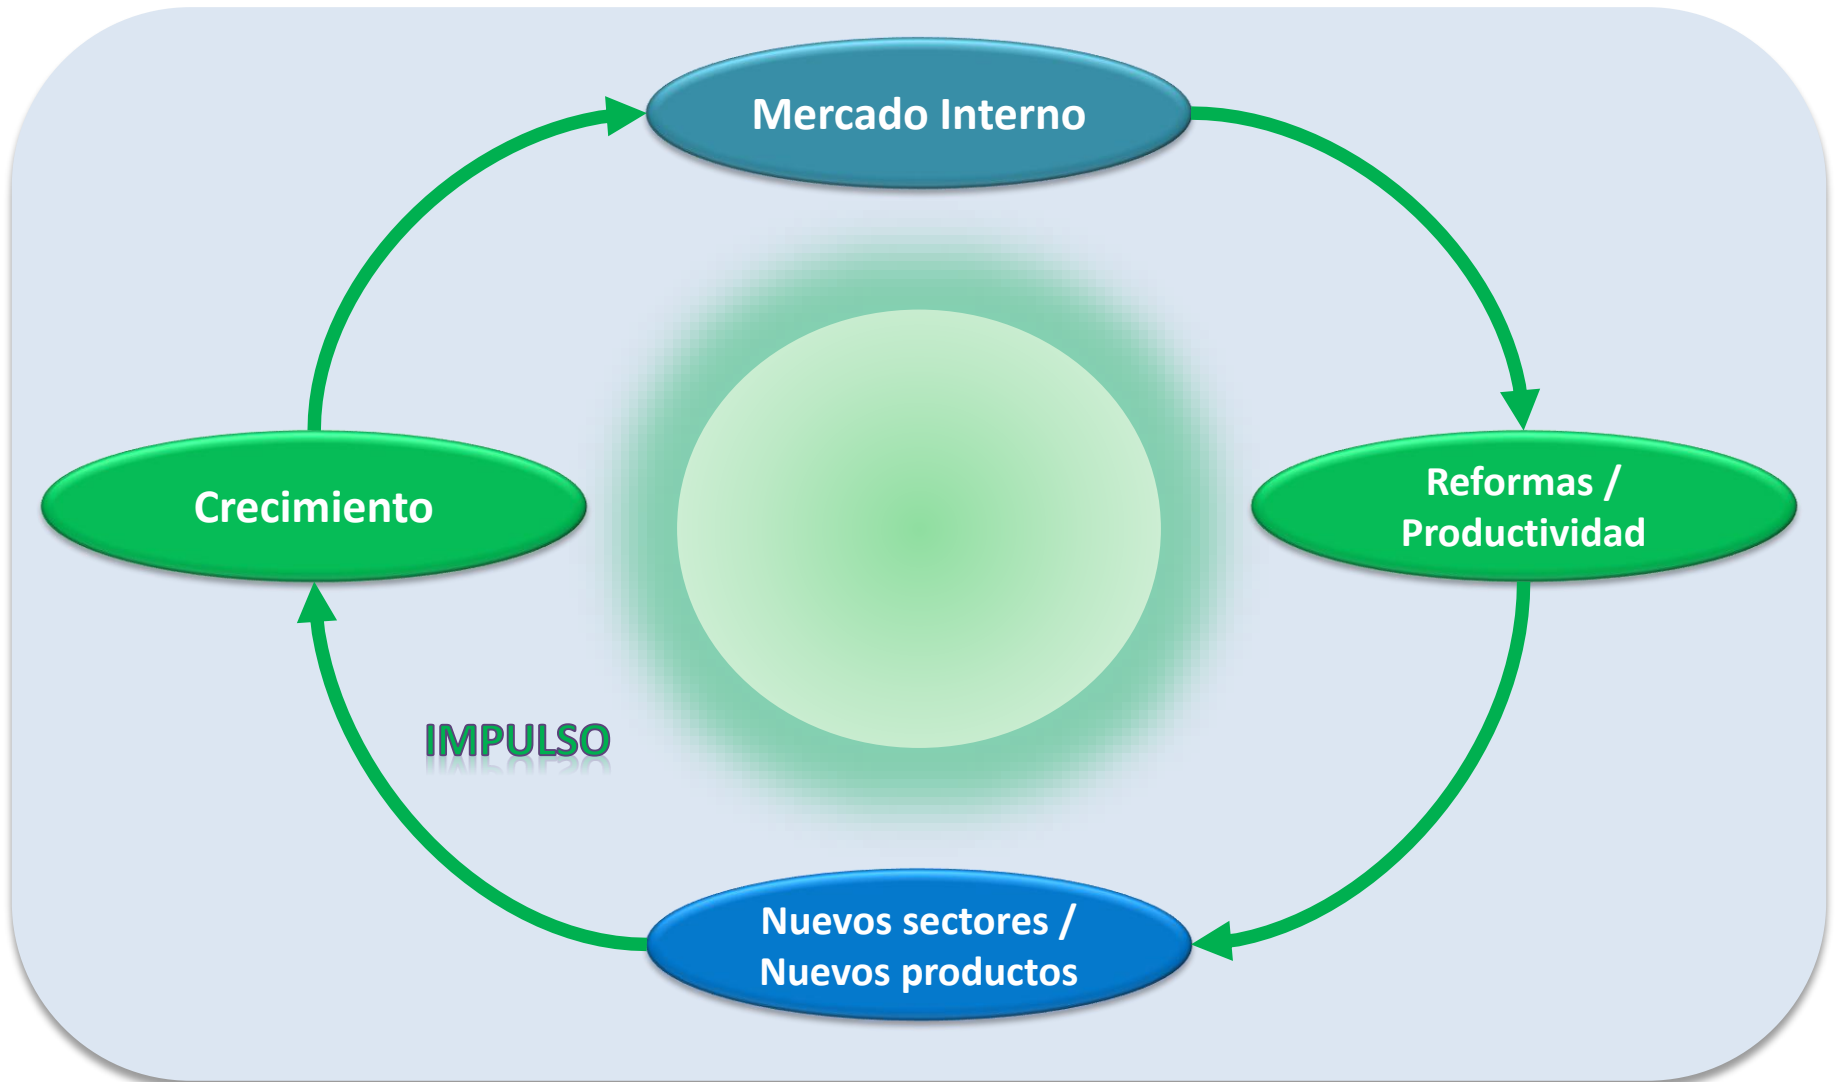 Mercado Interno
Crecimiento
Reformas /
Productividad
IMPULSO
Nuevos sectores /
Nuevos productos